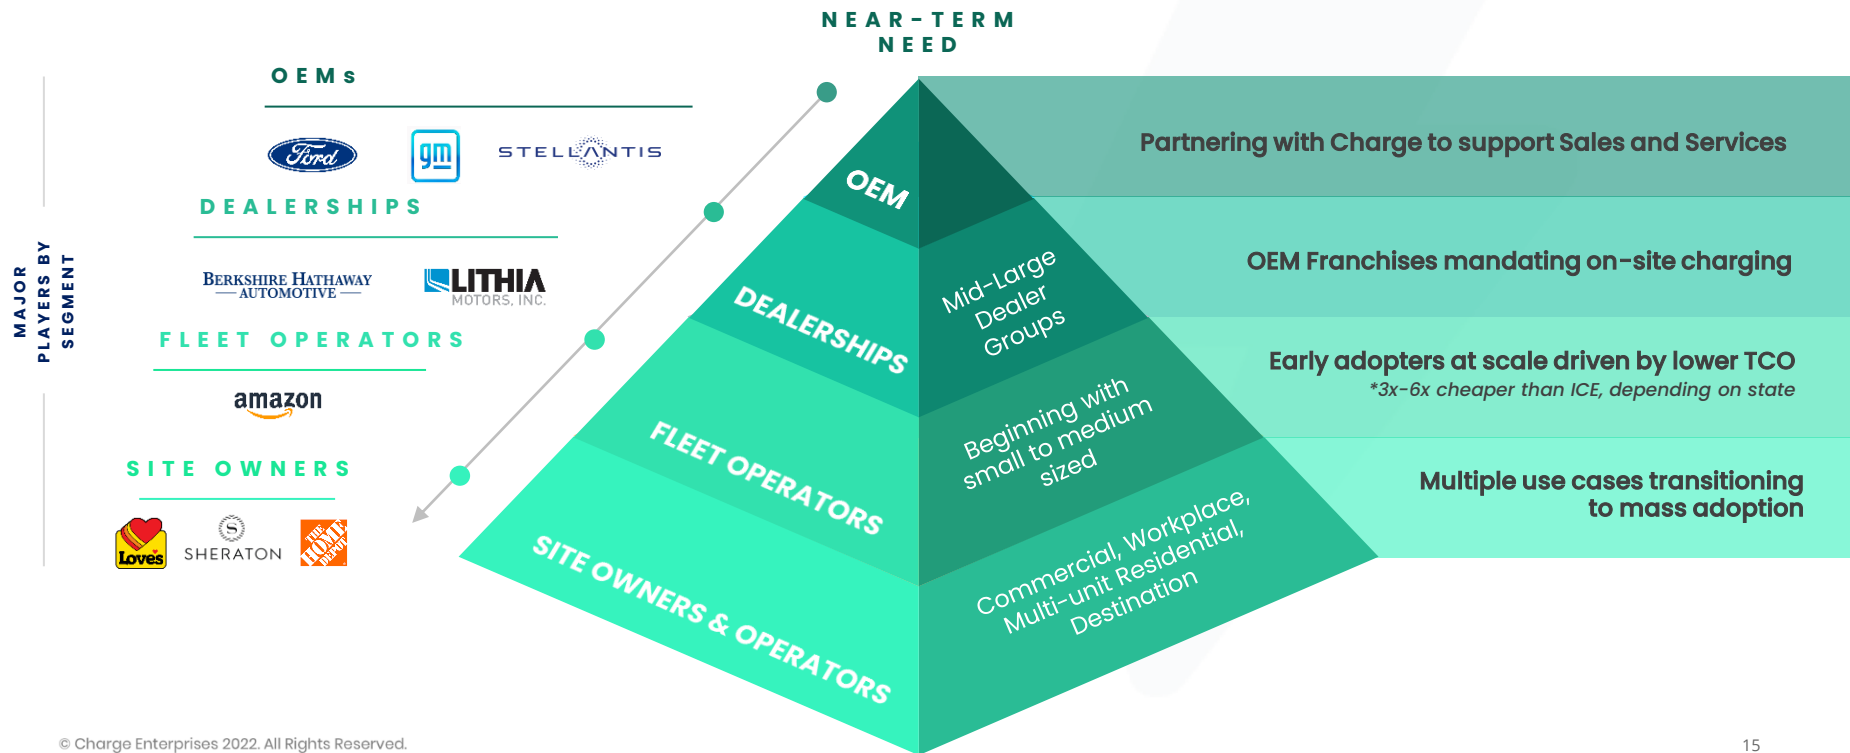 NEAR-TERM
NEED
OEMs
Ford
gm
STELLANTIS
DEALERSHIPS
BERKSHIRE HATHAWAY
AUTOMOTIVE
LITHIA
MOTORS, INC.
FLEET OPERATORS
amazon
SITE OWNERS
Love's
S
SHERATON
THE
HOME
DEPOT
MAJOR
PLAYERS BY
SEGMENT
OEM
DEALERSHIPS
FLEET OPERATORS
SITE OWNERS & OPERATORS
Mid-Large
Dealer
Groups
Beginning with
small to medium
sized
Commercial, Workplace,
Multi-unit Residential,
Destination
Partnering with Charge to support Sales and Services
OEM Franchises mandating on-site charging
Early adopters at scale driven by lower TCO
*3x-6x cheaper than ICE, depending on state
Multiple use cases transitioning
to mass adoption
© Charge Enterprises 2022. All Rights Reserved.
15